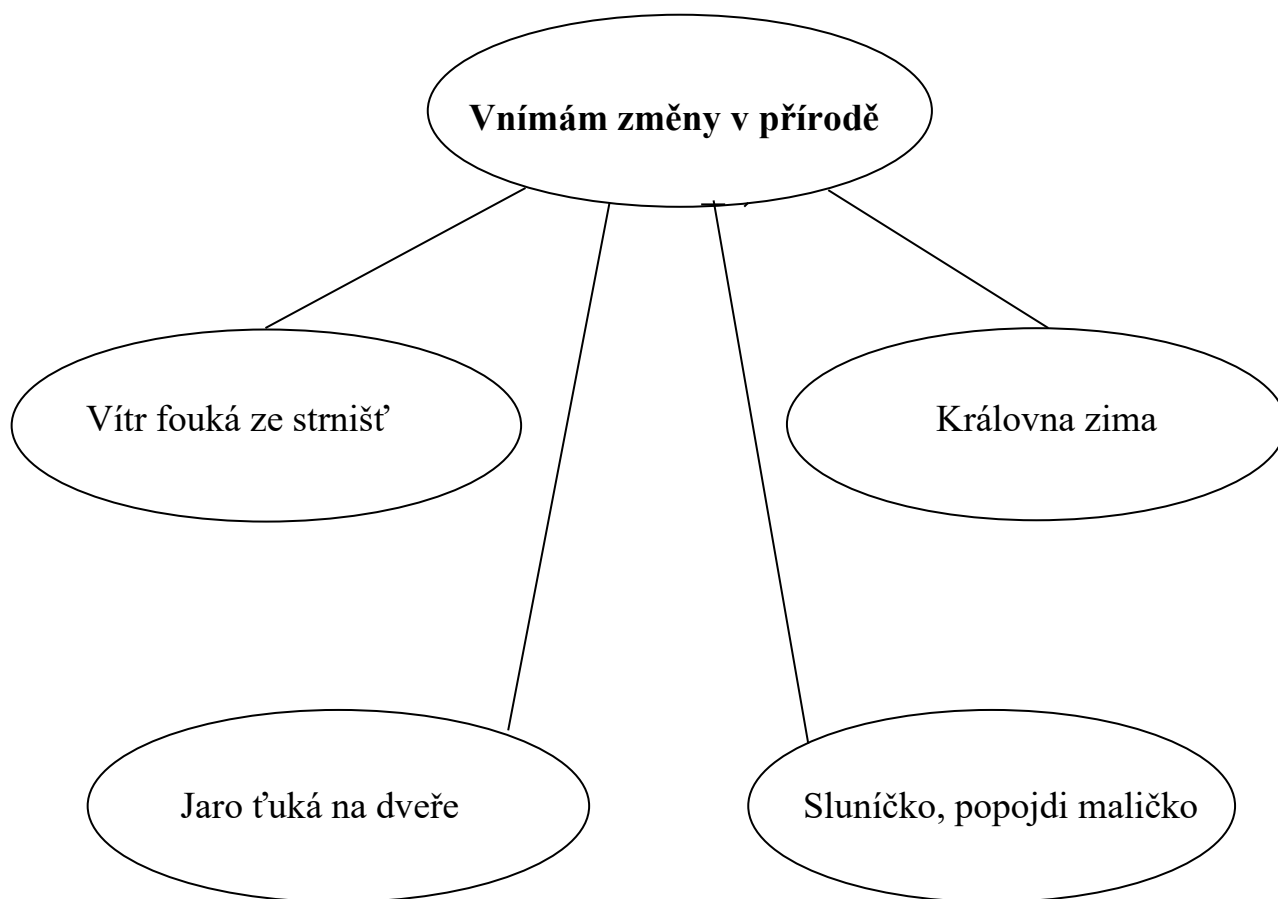 Vnímám změny v přírodě
Vítr fouká ze strnišť
Královna zima
Jaro ťuká na dveře
Sluníčko, popojdi maličko